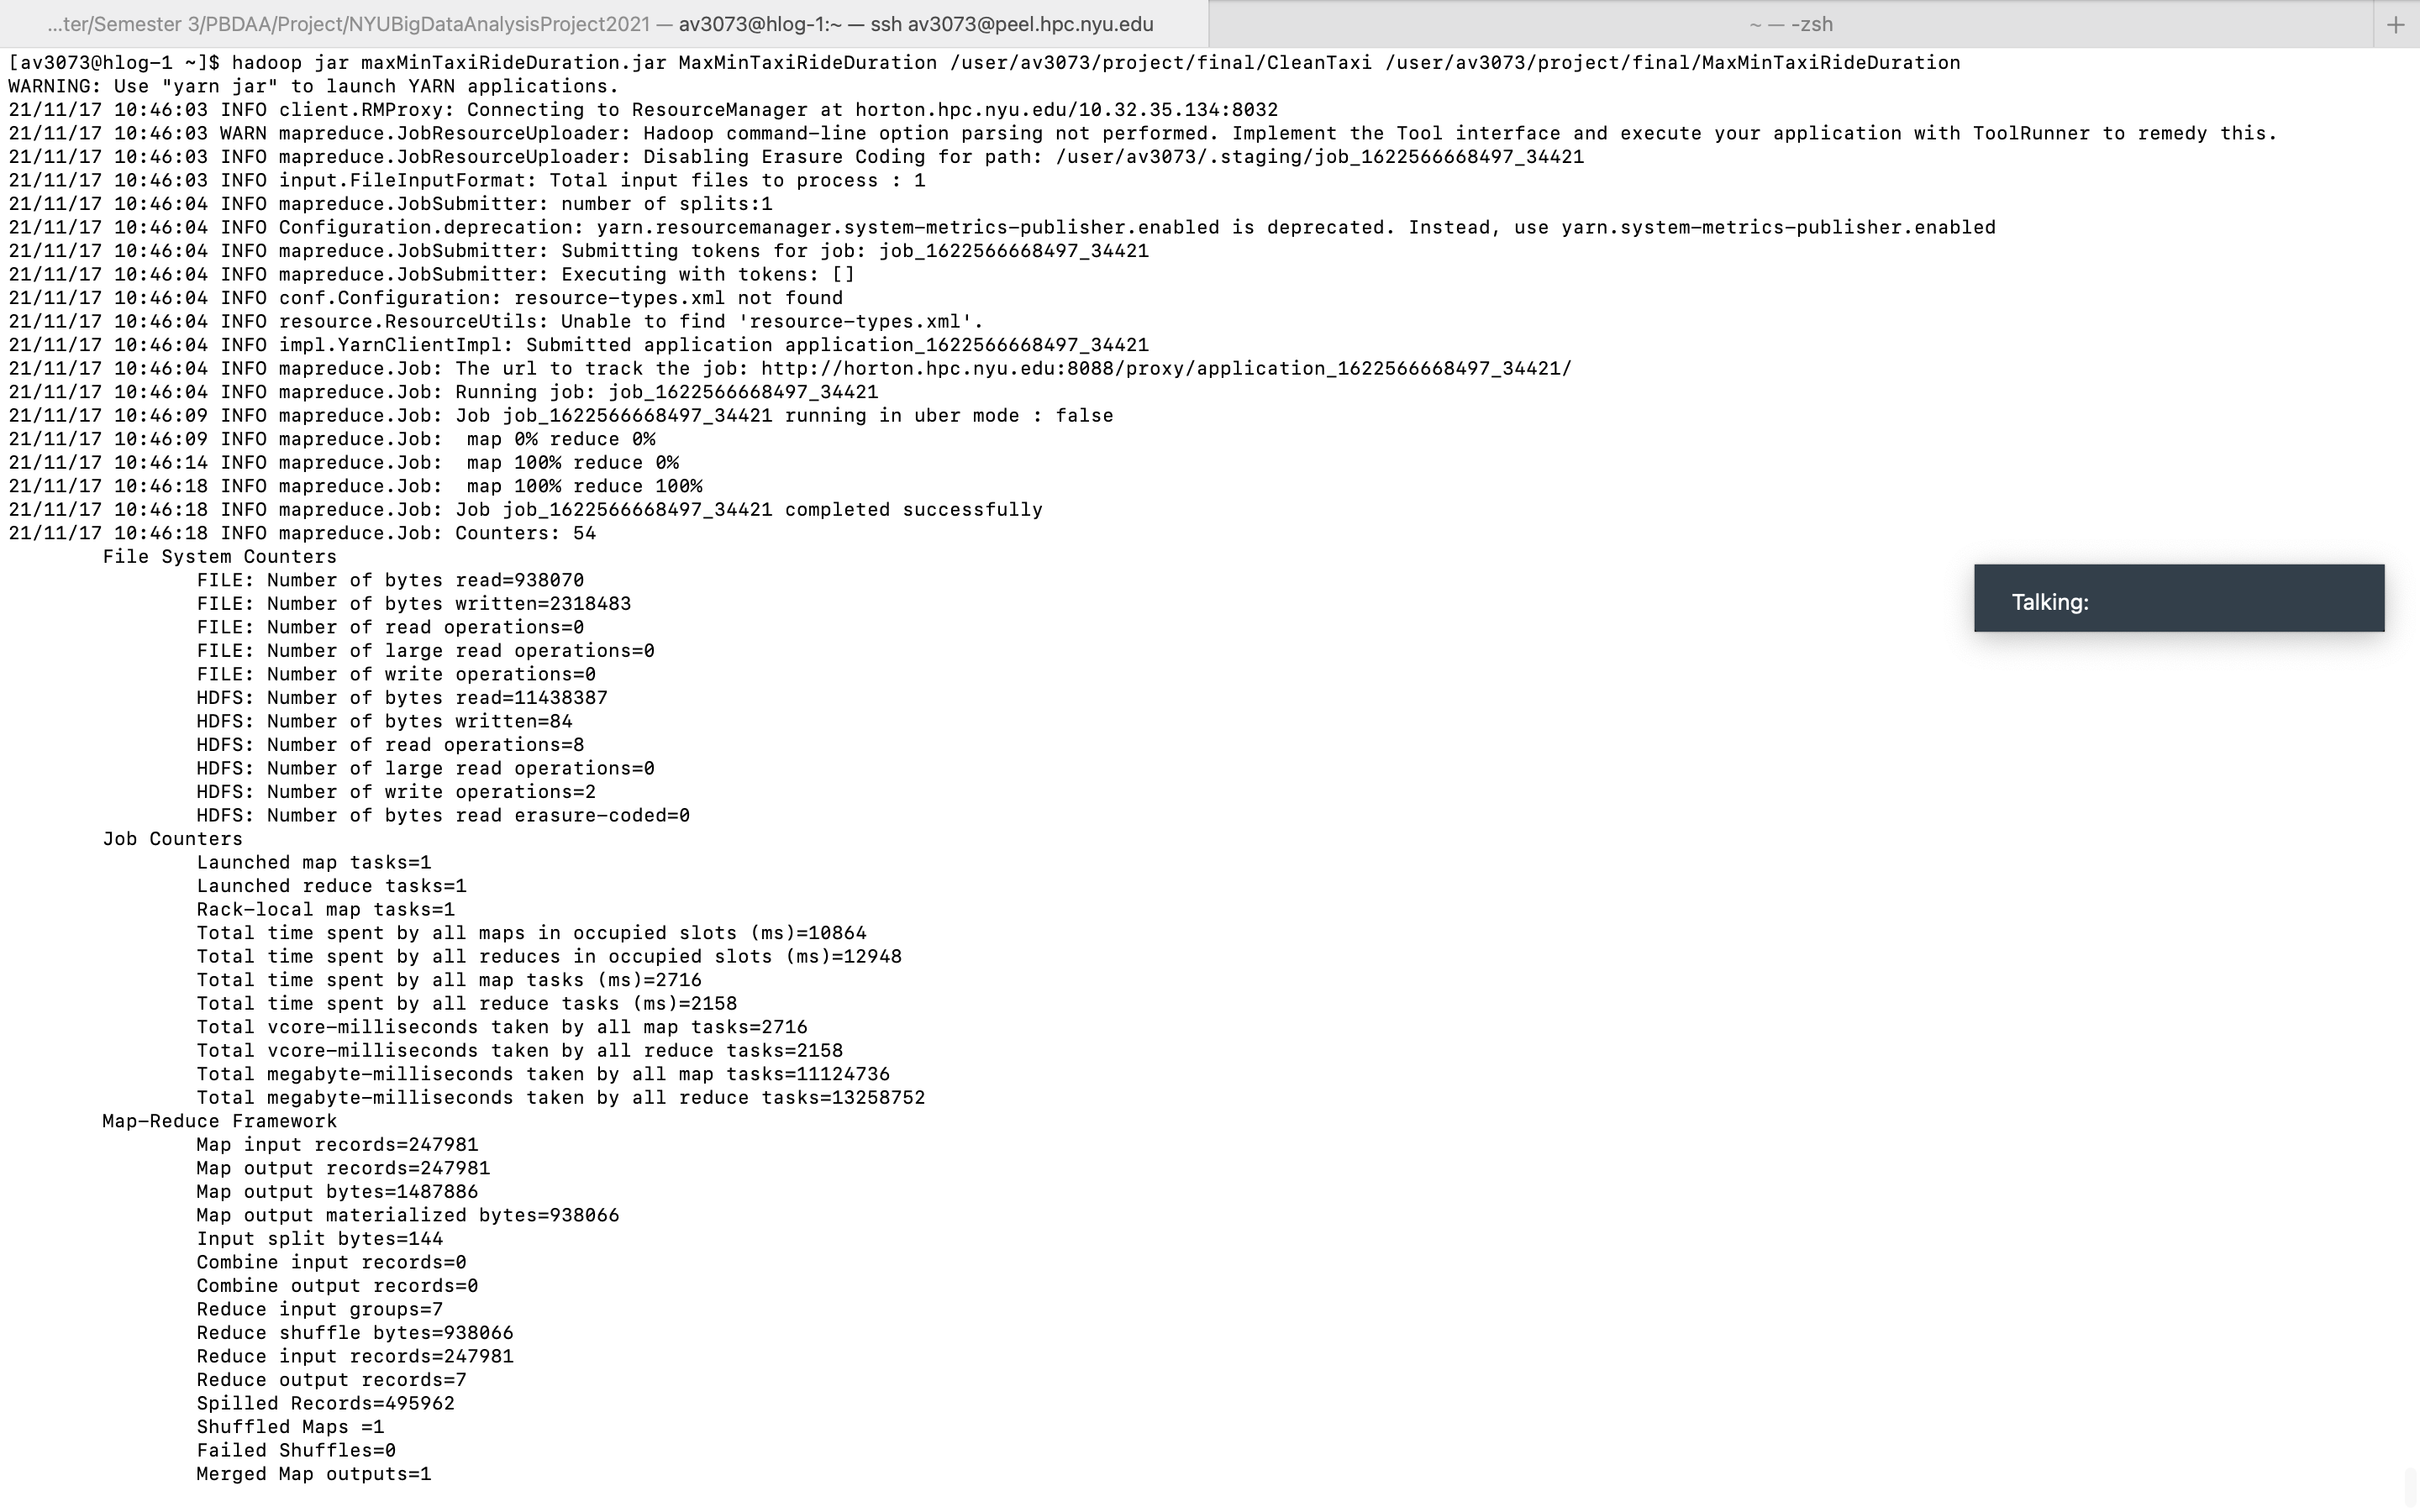 ...ter/Semester 3/PBDAA/Project/NYUBigDataAnalysisProject2021 — av3073@hlog-1:~ — ssh av3073@peel.hpc.nyu.edu
~ — -zsh
+
[av3073@hlog-1 ~]$ hadoop jar maxMinTaxiRideDuration.jar MaxMinTaxiRideDuration /user/av3073/project/final/CleanTaxi /user/av3073/project/final/MaxMinTaxiRideDuration
WARNING: Use "yarn jar" to launch YARN applications.
21/11/17 10:46:03 INFO client.RMProxy: Connecting to ResourceManager at horton.hpc.nyu.edu/10.32.35.134:8032
21/11/17 10:46:03 WARN mapreduce.JobResourceUploader: Hadoop command-line option parsing not performed. Implement the Tool interface and execute your application with ToolRunner to remedy this.
21/11/17 10:46:03 INFO mapreduce.JobResourceUploader: Disabling Erasure Coding for path: /user/av3073/.staging/job_1622566668497_34421
21/11/17 10:46:03 INFO input.FileInputFormat: Total input files to process : 1
21/11/17 10:46:04 INFO mapreduce.JobSubmitter: number of splits:1
21/11/17 10:46:04 INFO Configuration.deprecation: yarn.resourcemanager.system-metrics-publisher.enabled is deprecated. Instead, use yarn.system-metrics-publisher.enabled
21/11/17 10:46:04 INFO mapreduce.JobSubmitter: Submitting tokens for job: job_1622566668497_34421
21/11/17 10:46:04 INFO mapreduce.JobSubmitter: Executing with tokens: []
21/11/17 10:46:04 INFO conf.Configuration: resource-types.xml not found
21/11/17 10:46:04 INFO resource.ResourceUtils: Unable to find 'resource-types.xml'.
21/11/17 10:46:04 INFO impl.YarnClientImpl: Submitted application application_1622566668497_34421
21/11/17 10:46:04 INFO mapreduce.Job: The url to track the job: http://horton.hpc.nyu.edu:8088/proxy/application_1622566668497_34421/
21/11/17 10:46:04 INFO mapreduce.Job: Running job: job_1622566668497_34421
21/11/17 10:46:09 INFO mapreduce.Job: Job job_1622566668497_34421 running in uber mode : false
21/11/17 10:46:09 INFO mapreduce.Job:  map 0% reduce 0%
21/11/17 10:46:14 INFO mapreduce.Job:  map 100% reduce 0%
21/11/17 10:46:18 INFO mapreduce.Job:  map 100% reduce 100%
21/11/17 10:46:18 INFO mapreduce.Job: Job job_1622566668497_34421 completed successfully
21/11/17 10:46:18 INFO mapreduce.Job: Counters: 54
File System Counters
FILE: Number of bytes read=938070
FILE: Number of bytes written=2318483
FILE: Number of read operations=0
FILE: Number of large read operations=0
FILE: Number of write operations=0
HDFS: Number of bytes read=11438387
HDFS: Number of bytes written=84
HDFS: Number of read operations=8
HDFS: Number of large read operations=0
HDFS: Number of write operations=2
HDFS: Number of bytes read erasure-coded=0
Job Counters
Launched map tasks=1
Launched reduce tasks=1
Rack-local map tasks=1
Total time spent by all maps in occupied slots (ms)=10864
Total time spent by all reduces in occupied slots (ms)=12948
Total time spent by all map tasks (ms)=2716
Total time spent by all reduce tasks (ms)=2158
Total vcore-milliseconds taken by all map tasks=2716
Total vcore-milliseconds taken by all reduce tasks=2158
Total megabyte-milliseconds taken by all map tasks=11124736
Total megabyte-milliseconds taken by all reduce tasks=13258752
Map-Reduce Framework
Map input records=247981
Map output records=247981
Map output bytes=1487886
Map output materialized bytes=938066
Input split bytes=144
Combine input records=0
Combine output records=0
Reduce input groups=7
Reduce shuffle bytes=938066
Reduce input records=247981
Reduce output records=7
Spilled Records=495962
Shuffled Maps =1
Failed Shuffles=0
Merged Map outputs=1
Talking: